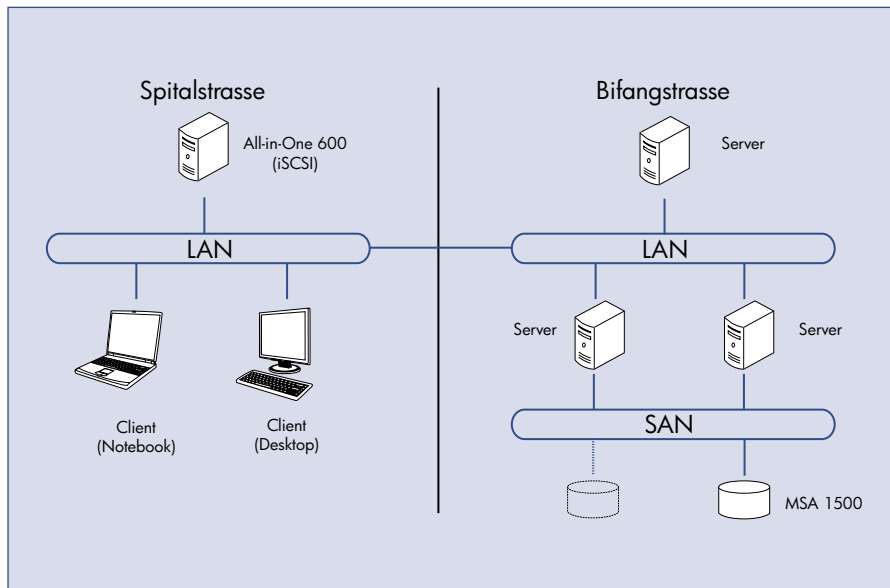 Spitalstrasse
All-in-One 600
(iSCSI)
LAN
Client
(Notebook)
Client
(Desktop)
Bifangstrasse
Server
LAN
Server
Server
SAN
MSA 1500